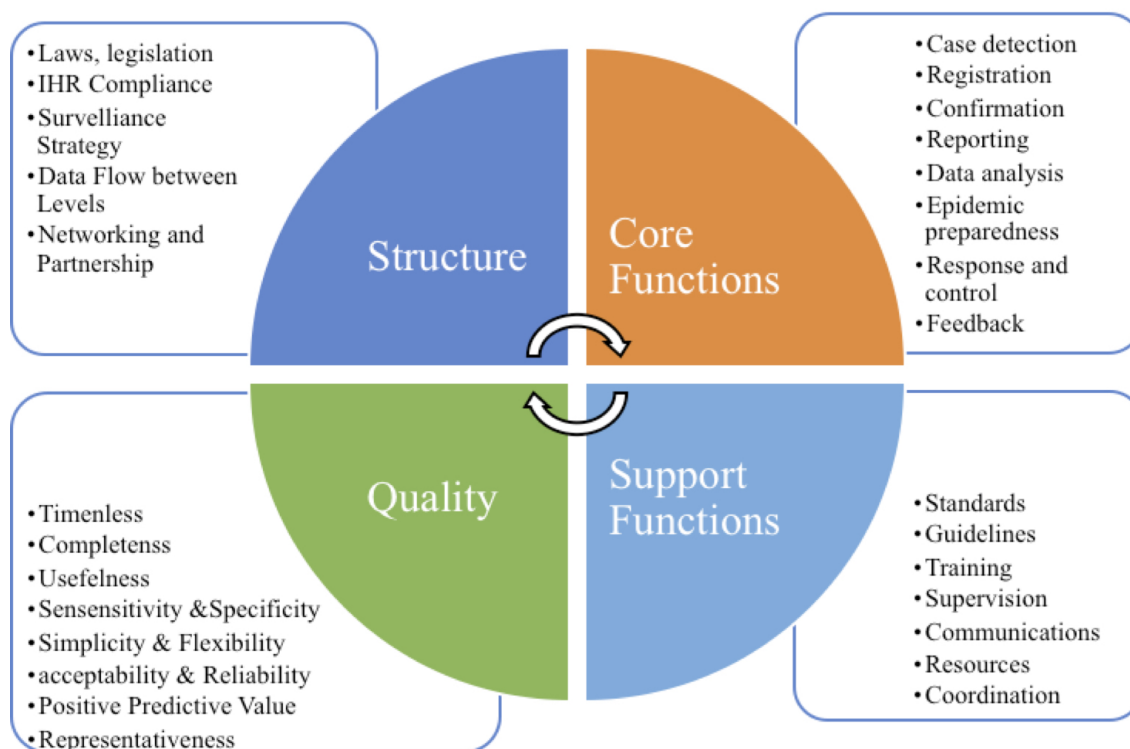 •Laws, legislation
•IHR Compliance
•Survelliance
Strategy
•Data Flow between
Levels
•Networking and
Partnership
Structure
Core
Functions
•Case detection
•Registration
•Confirmation
•Reporting
•Data analysis
•Epidemic
preparedness
•Response and
control
•Feedback
•Timenless
•Completenss
•Usefelness
•Sensensitivity &Specificity
•Simplicity & Flexibility
•acceptability & Reliability
•Positive Predictive Value
•Representativeness
Quality
Support
Functions
•Standards
•Guidelines
•Training
•Supervision
•Communications
•Resources
•Coordination